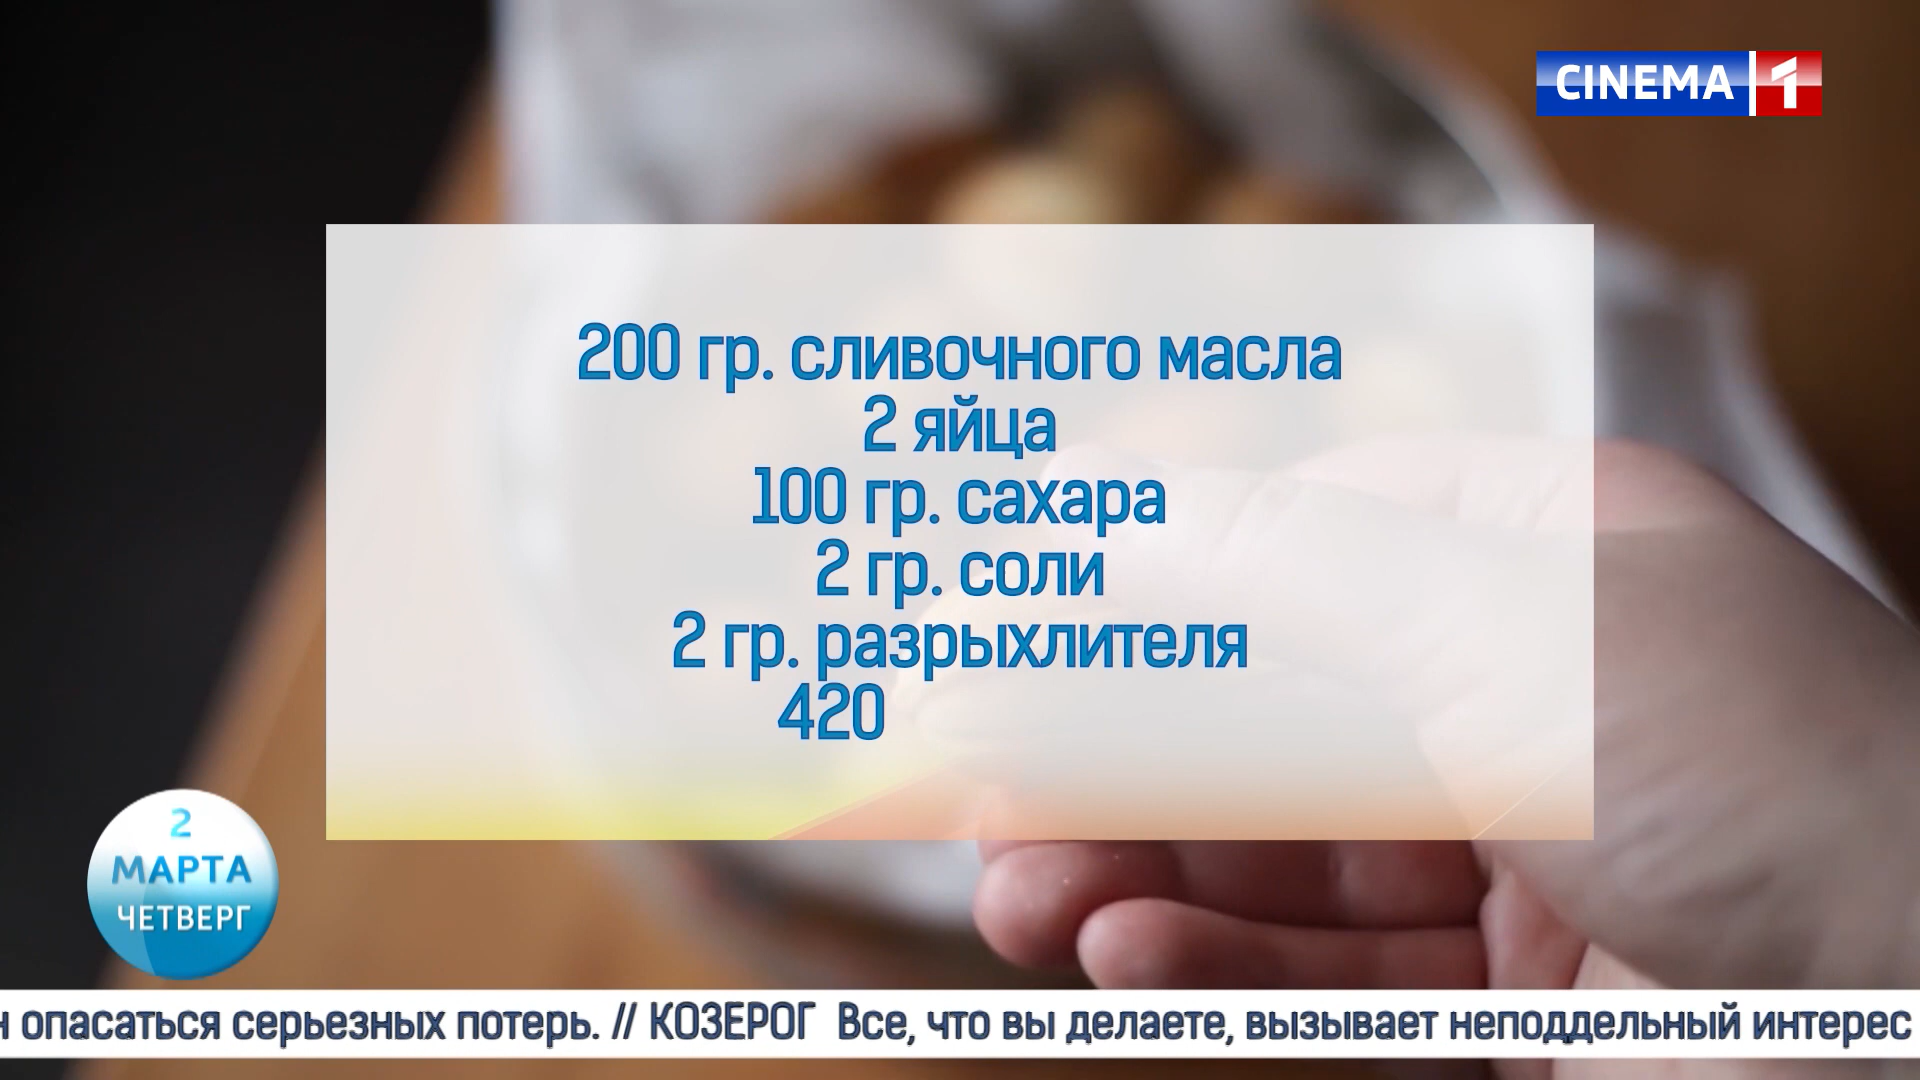 CINEMA 1
200 гр. сливочного масла
2 яйца
100 гр. сахара
2 гр. соли
2 гр. разрыхлителя
420
2
МАРТА
ЧЕТВЕРГ
опасаться серьезных потерь. // КОЗЕРОГ Все, что вы делаете, вызывает неподдельный интерес